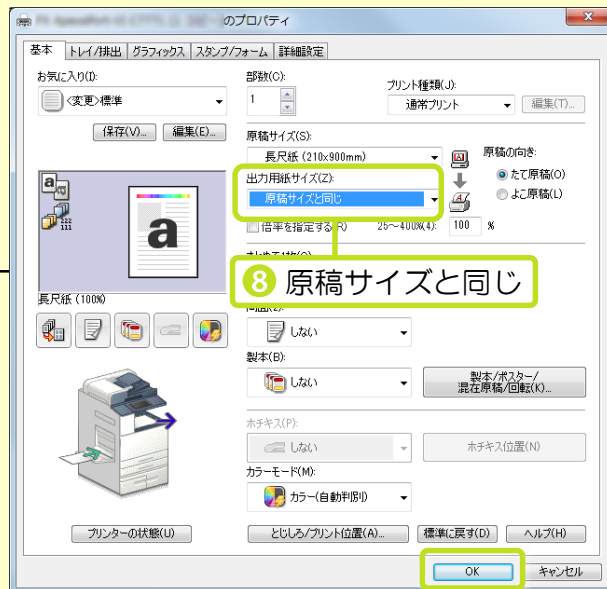 のプロパティ
基本 トレイ/排出 グラフィックス スタンプ/フォーム 詳細設定
お気に入り(I):
<変更>標準
保存(V)... 編集(E)...
長尺紙 (100%)
部数(C):
1
プリント種類(J):
通常プリント
編集(T)...
原稿サイズ(S):
長尺紙 (210x900mm)
原稿の向き:
たて原稿(O)
よこ原稿(L)
出力用紙サイズ(Z):
原稿サイズと同じ
倍率を指定する(R) 25~400%(4): 100 %
8 原稿サイズと同じ
しない
製本(B):
しない
製本/ポスター/
混在原稿/回転(K)...
ホチキス(P):
しない
ホチキス位置(N)
カラーモード(M):
カラー(自動判別)
プリンターの状態(U)
とじしろ/プリント位置(A)...
標準に戻す(D)
ヘルプ(H)
OK
キャンセル